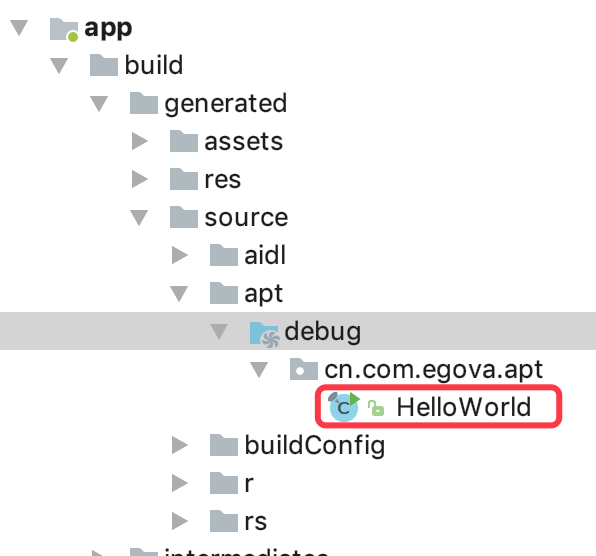 app
build
generated
assets
res
source
aidl
apt
debug
cn.com.egova.apt
C HelloWorld
buildConfig
r
rs
intermediates